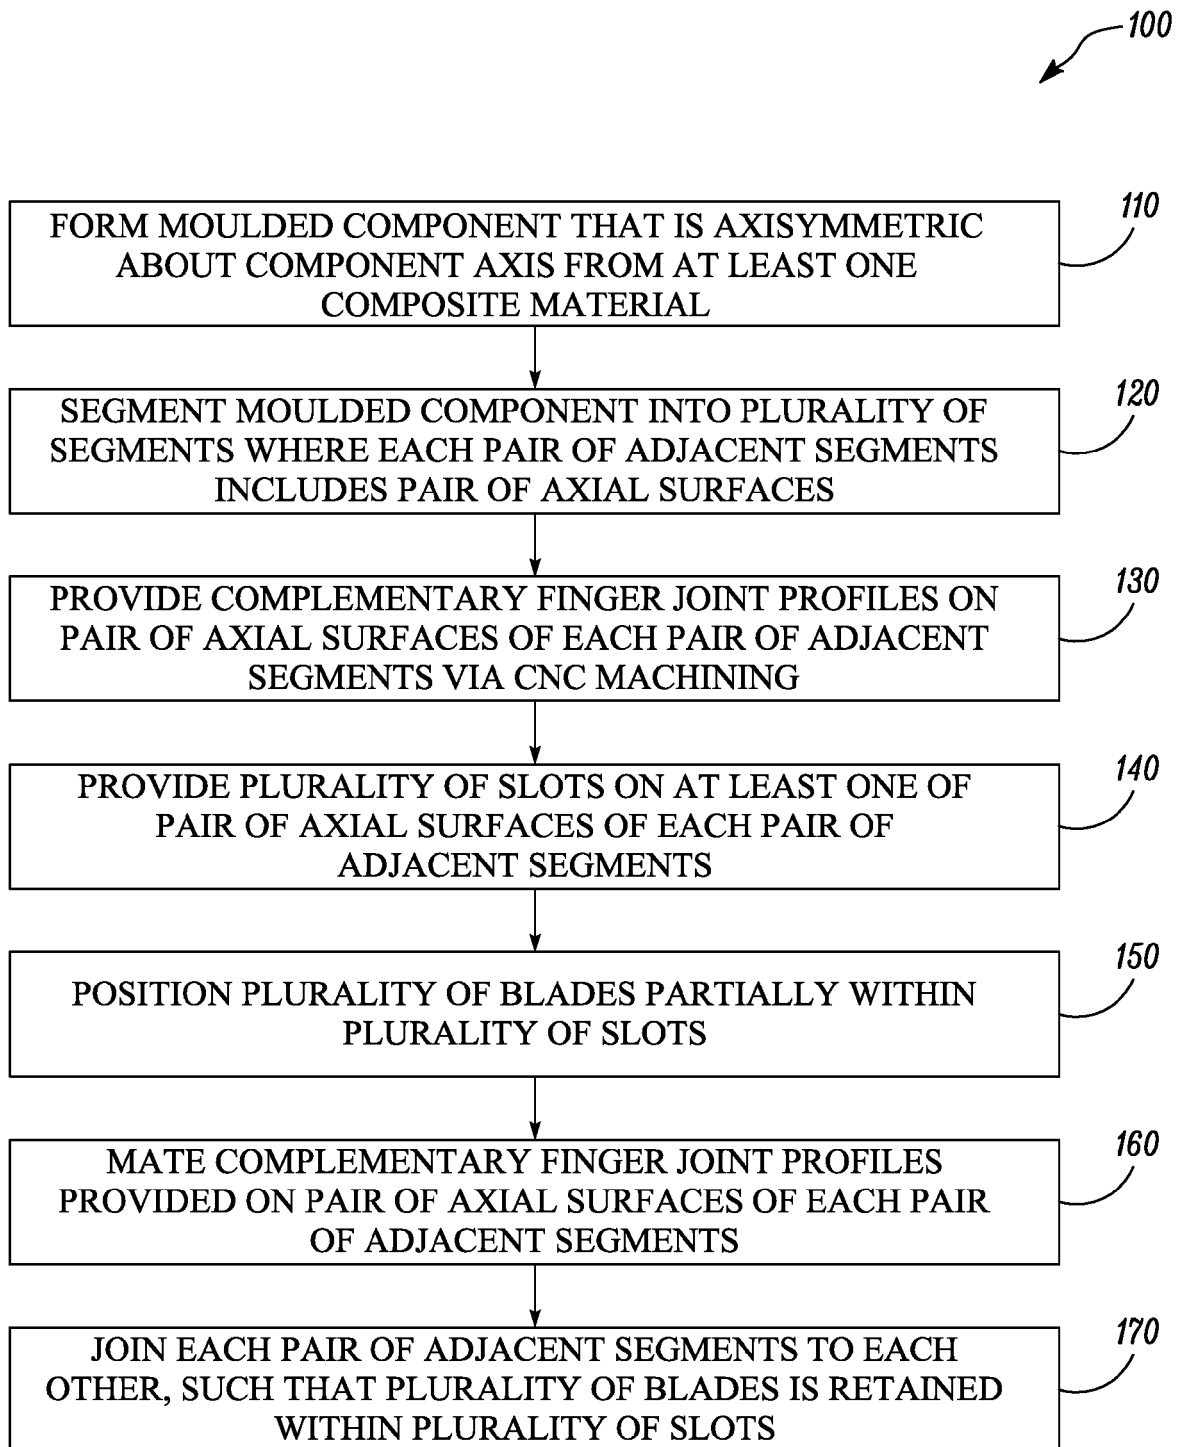 100
110
FORM MOULDED COMPONENT THAT IS AXISYMMETRIC
ABOUT COMPONENT AXIS FROM AT LEAST ONE
COMPOSITE MATERIAL
120
SEGMENT MOULDED COMPONENT INTO PLURALITY OF
SEGMENTS WHERE EACH PAIR OF ADJACENT SEGMENTS
INCLUDES PAIR OF AXIAL SURFACES
130
PROVIDE COMPLEMENTARY FINGER JOINT PROFILES ON
PAIR OF AXIAL SURFACES OF EACH PAIR OF ADJACENT
SEGMENTS VIA CNC MACHINING
140
PROVIDE PLURALITY OF SLOTS ON AT LEAST ONE OF
PAIR OF AXIAL SURFACES OF EACH PAIR OF
ADJACENT SEGMENTS
150
POSITION PLURALITY OF BLADES PARTIALLY WITHIN
PLURALITY OF SLOTS
160
MATE COMPLEMENTARY FINGER JOINT PROFILES
PROVIDED ON PAIR OF AXIAL SURFACES OF EACH PAIR
OF ADJACENT SEGMENTS
170
JOIN EACH PAIR OF ADJACENT SEGMENTS TO EACH
OTHER, SUCH THAT PLURALITY OF BLADES IS RETAINED
WITHIN PLURALITY OF SLOTS